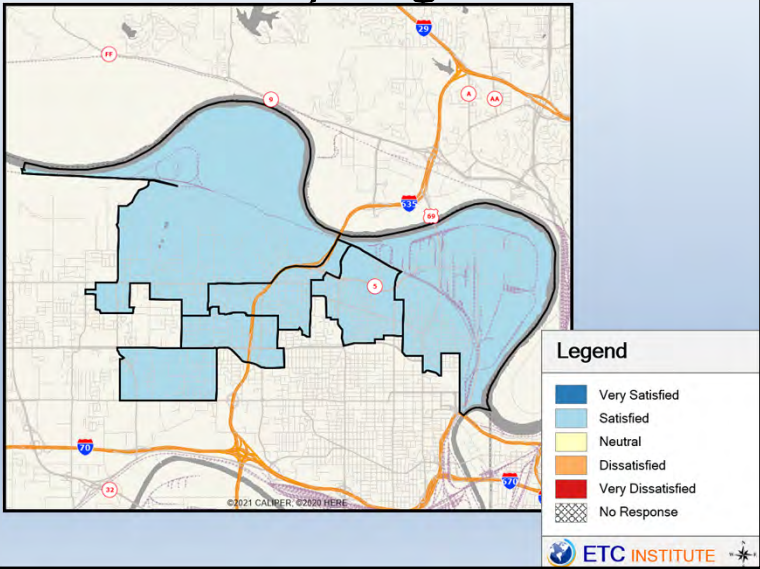 29
FF
9
A
AA
635
69
5
Legend
Very Satisfied
Satisfied
Neutral
Dissatisfied
Very Dissatisfied
No Response
70
670
32
©2021 CALIPER; ©2020 HERE
ETC INSTITUTE